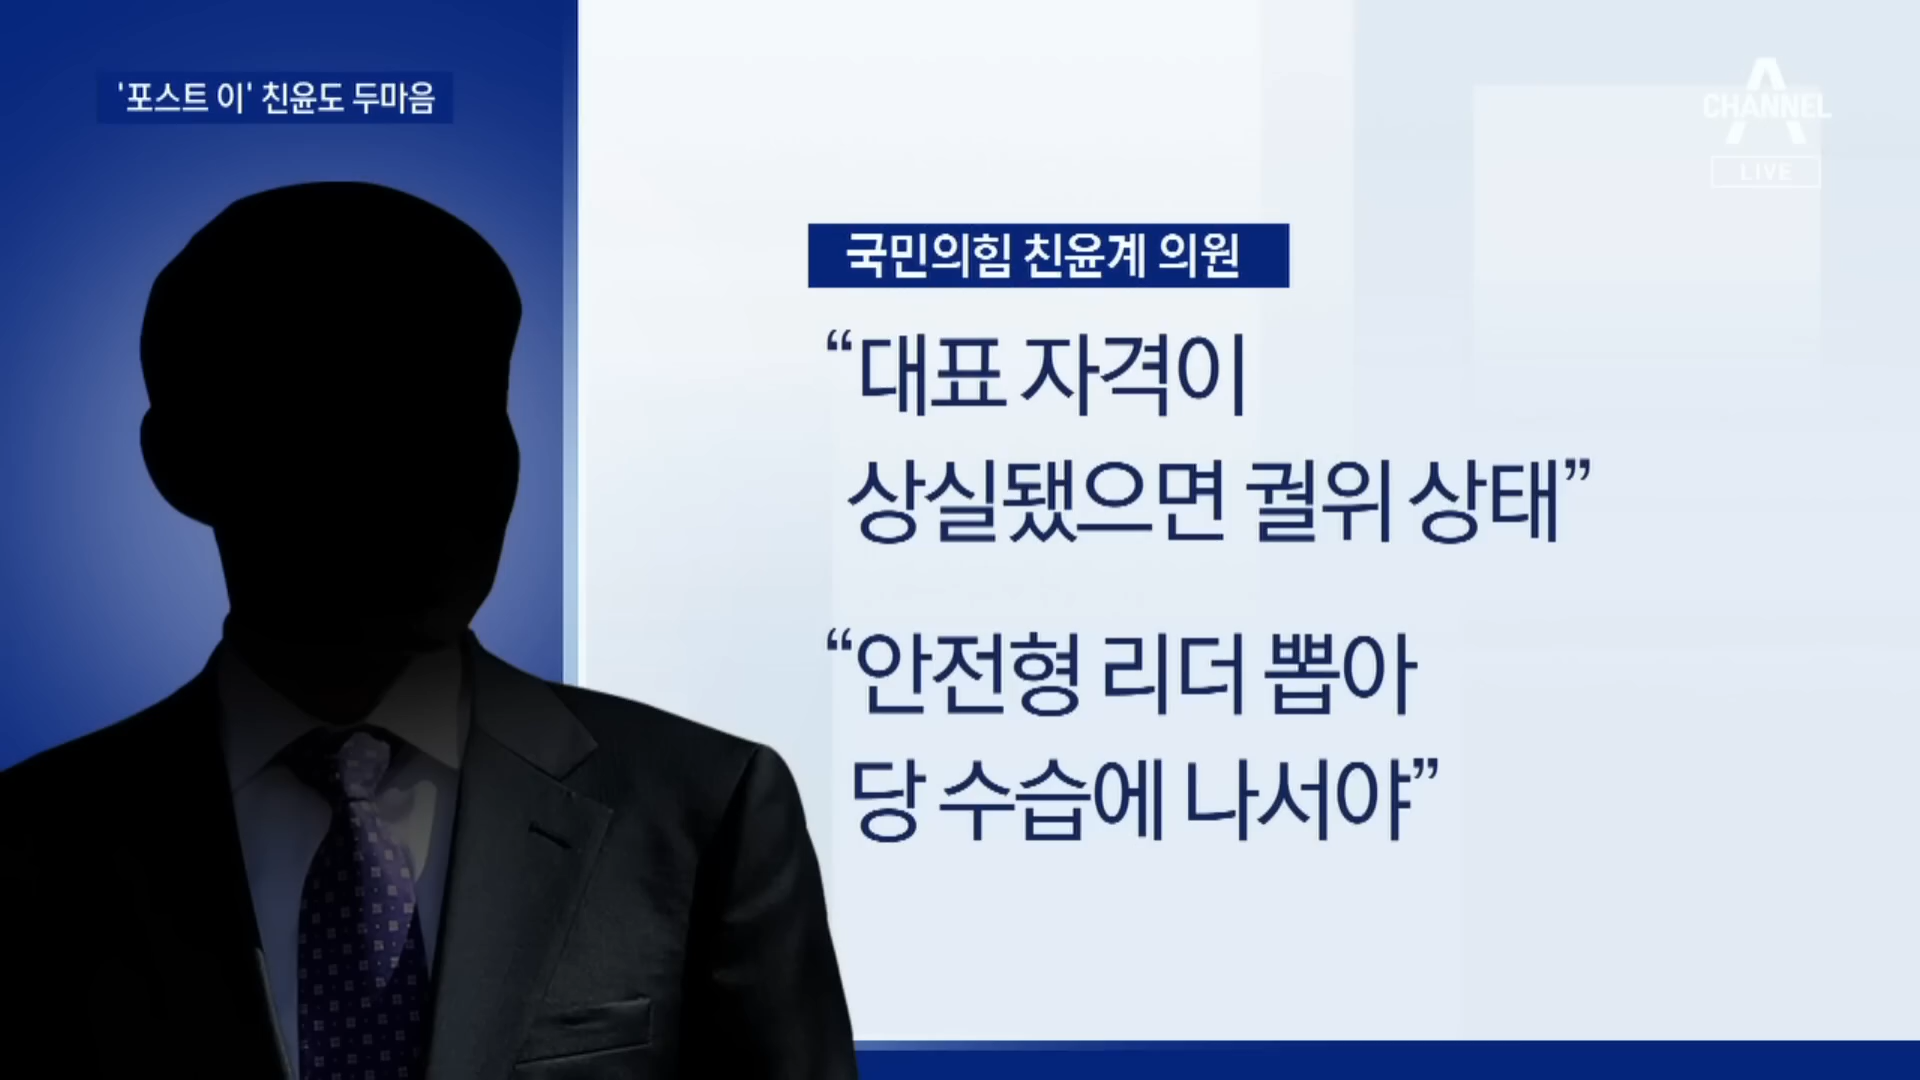 '포스트 이' 친윤도 두마음
CHANNEL A
LIVE
국민의힘 친윤계 의원
“대표 자격이
상실됐으면 궐위 상태”
“안전형 리더 뽑아
당 수습에 나서야”